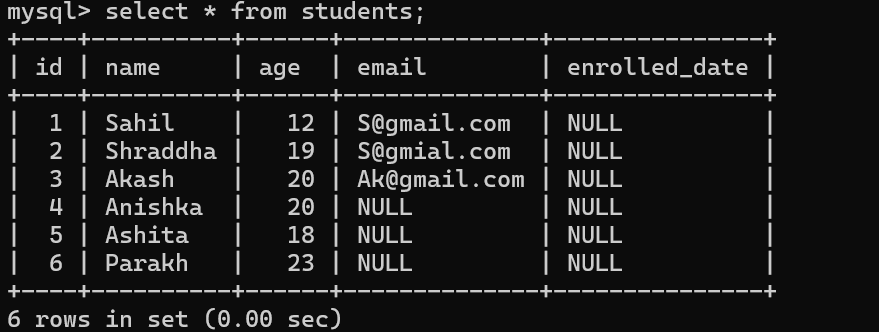 mysql> select * from students;
+----+----------+------+--------------+---------------+
| id | name     | age  | email        | enrolled_date |
+----+----------+------+--------------+---------------+
|  1 | Sahil    |   12 | S@gmail.com  | NULL          |
|  2 | Shraddha |   19 | S@gmial.com  | NULL          |
|  3 | Akash    |   20 | Ak@gmail.com | NULL          |
|  4 | Anishka  |   20 | NULL         | NULL          |
|  5 | Ashita   |   18 | NULL         | NULL          |
|  6 | Parakh   |   23 | NULL         | NULL          |
+----+----------+------+--------------+---------------+
6 rows in set (0.00 sec)